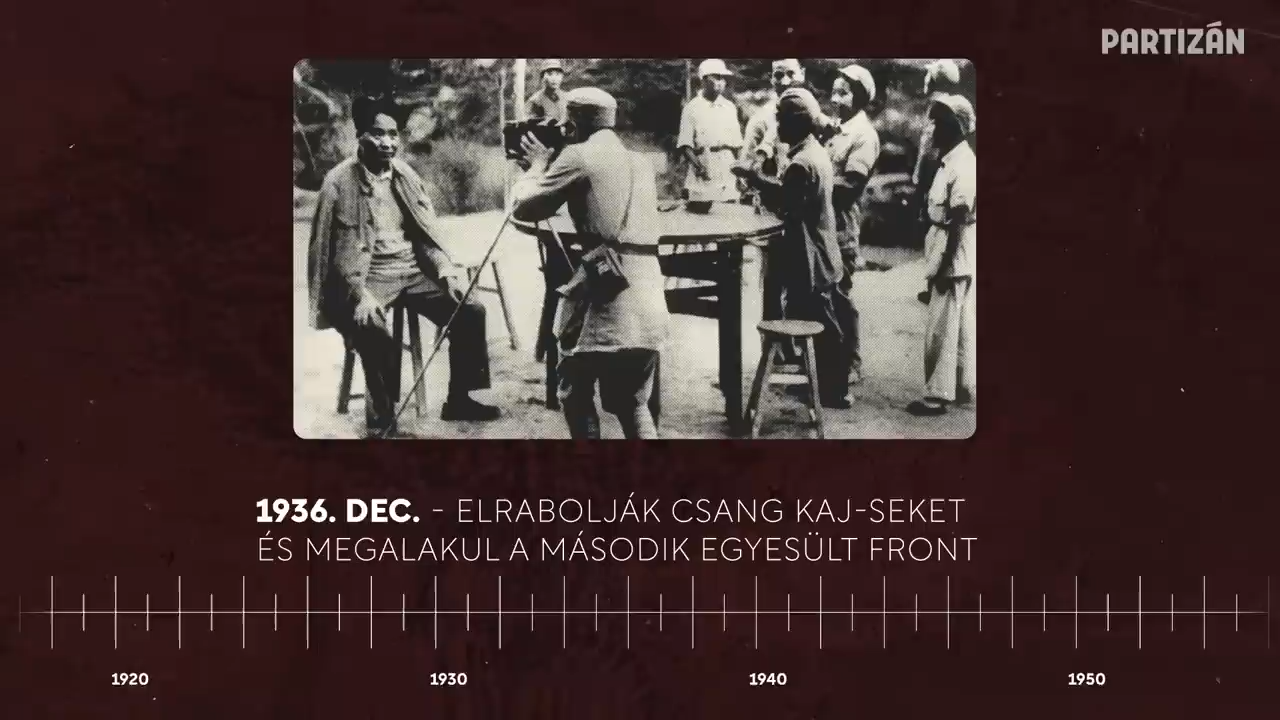 PARTIZÁN
1936. DEC. - ELRABOLJÁK CSANG KAJ-SEKET
ÉS MEGALAKUL A MÁSODIK EGYESÜLT FRONT
1920 1930 1940 1950